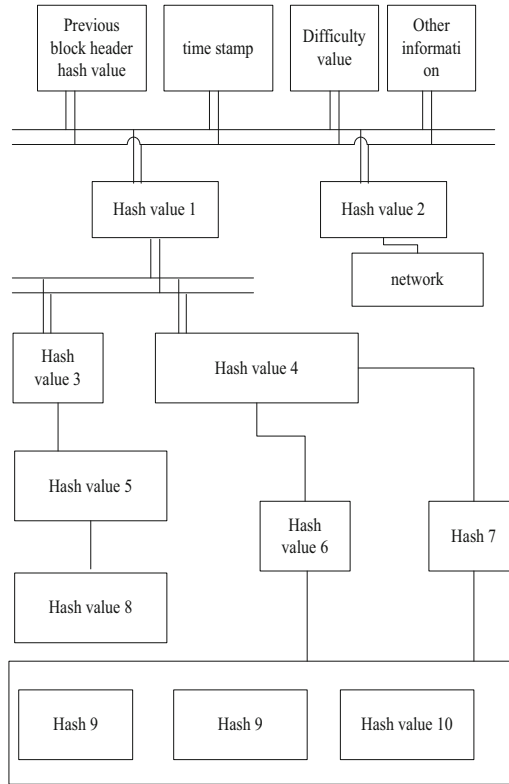 Previous
block header
hash value
time stamp
Difficulty
value
Other
informati
on
Hash value 1
Hash value 2
network
Hash
value 3
Hash value 4
Hash value 5
Hash
value 6
Hash 7
Hash value 8
Hash 9
Hash 9
Hash value 10